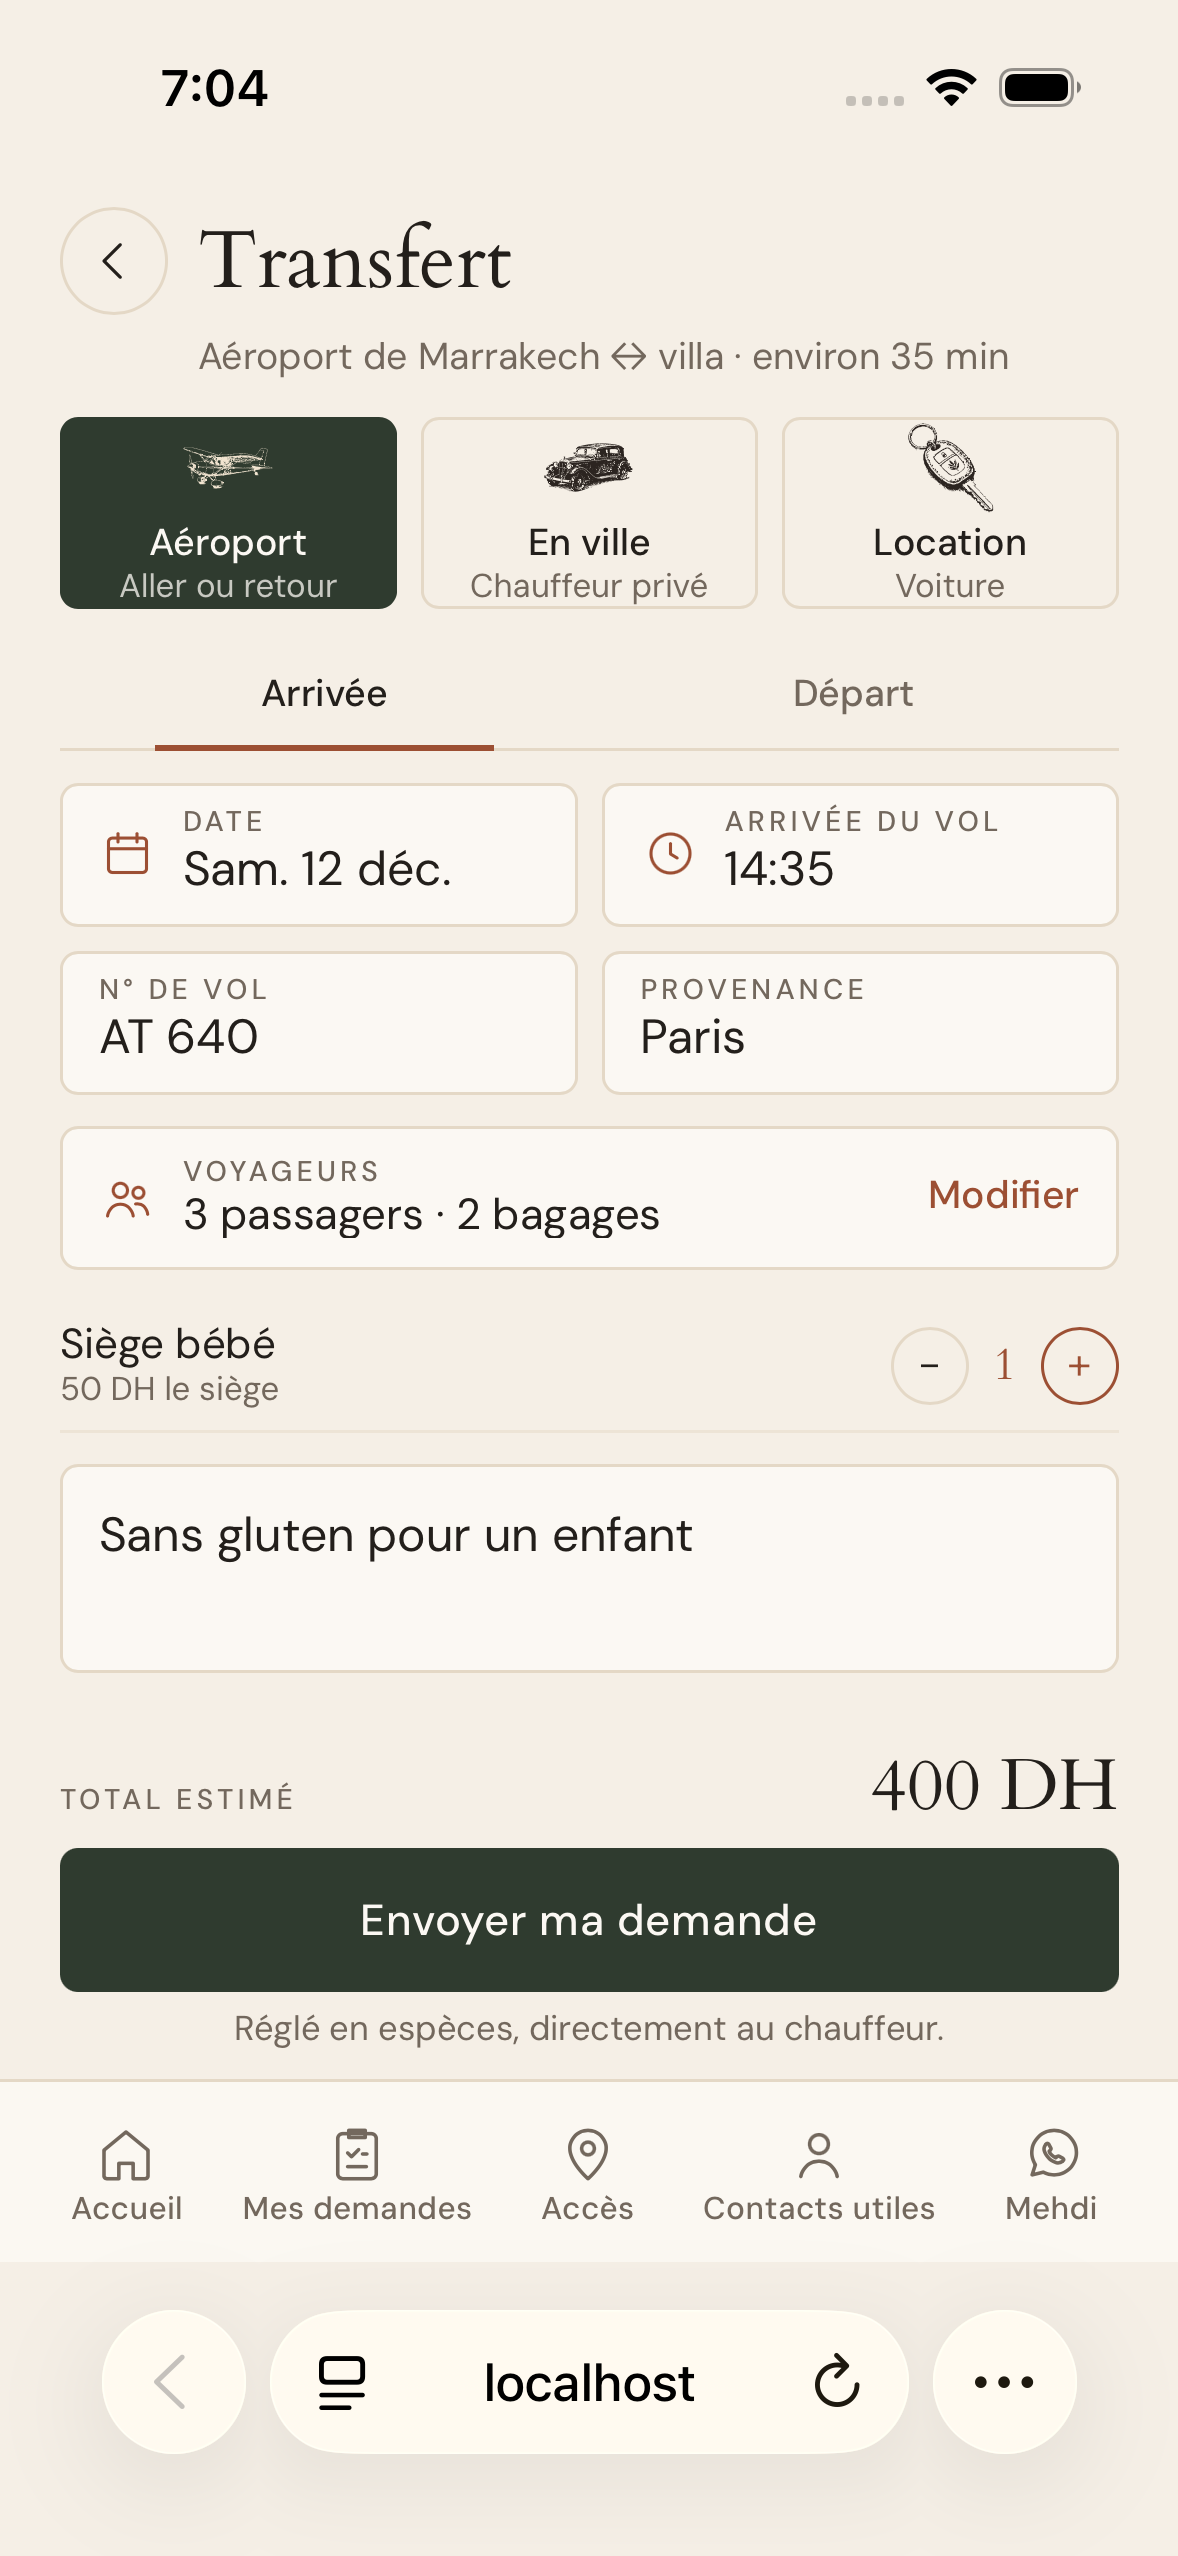 7:04
Transfert
Aéroport de Marrakech ↔ villa · environ 35 min
Aéroport
Aller ou retour
En ville
Chauffeur privé
Location
Voiture
Arrivée
Départ
DATE
Sam. 12 déc.
ARRIVÉE DU VOL
14:35
N° DE VOL
AT 640
PROVENANCE
Paris
VOYAGEURS
3 passagers · 2 bagages
Modifier
Siège bébé
50 DH le siège
− 1 +
Sans gluten pour un enfant
TOTAL ESTIMÉ
400 DH
Envoyer ma demande
Réglé en espèces, directement au chauffeur.
Accueil
Mes demandes
Accès
Contacts utiles
Mehdi
localhost